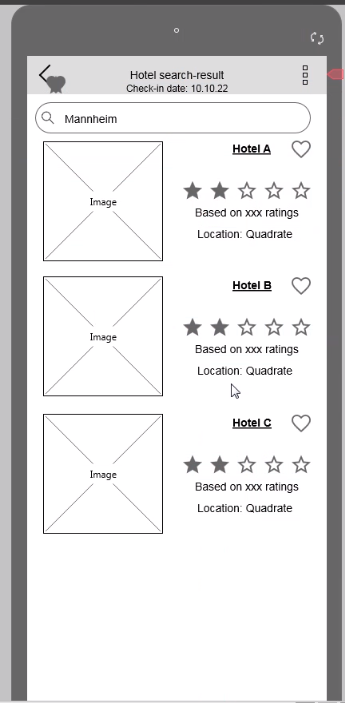 Hotel search-result
Check-in date: 10.10.22
Mannheim
Hotel A
Image
Based on xxx ratings
Location: Quadrate
Hotel B
Image
Based on xxx ratings
Location: Quadrate
Hotel C
Image
Based on xxx ratings
Location: Quadrate